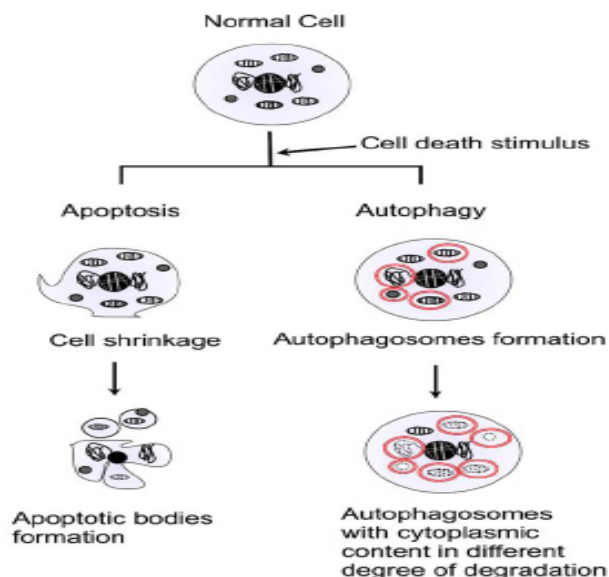 Normal Cell
Cell death stimulus
Apoptosis
Autophagy
Cell shrinkage
Autophagosomes formation
Apoptotic bodies
formation
Autophagosomes
with cytoplasmic
content in different
degree of degradation